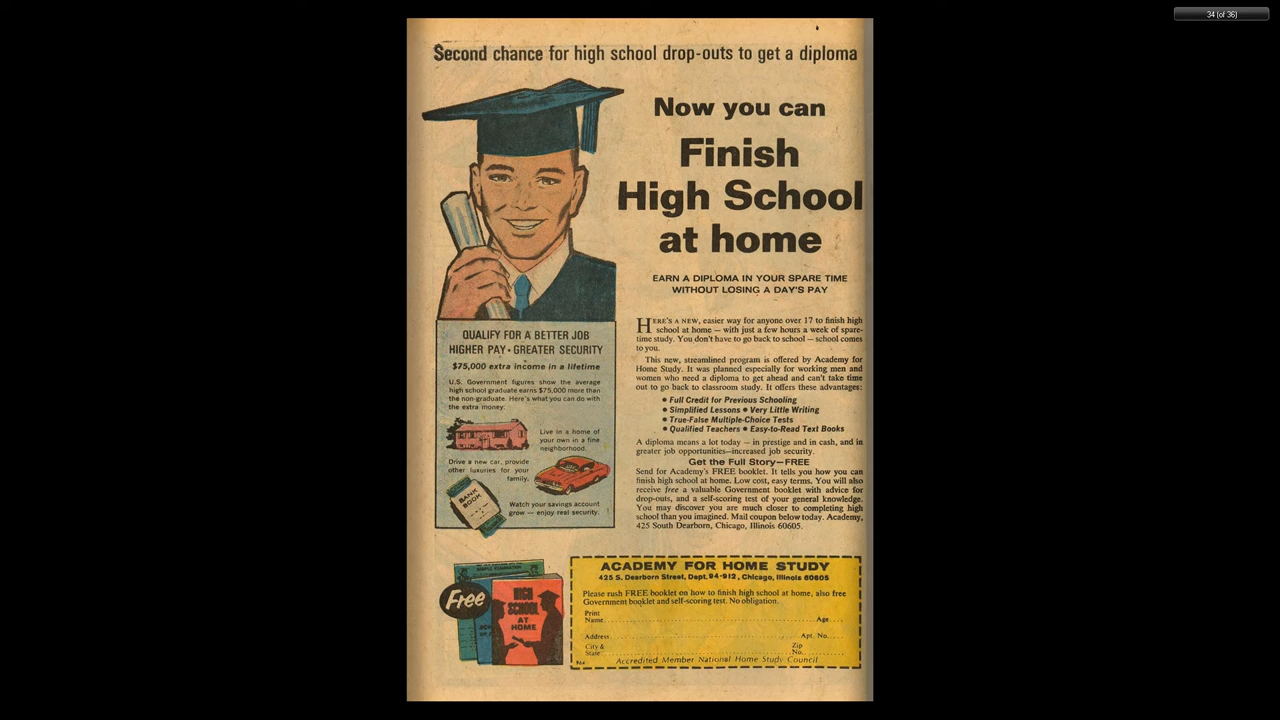 34 (of 36)
Second chance for high school drop-outs to get a diploma
Now you can
Finish
High School
at home
EARN A DIPLOMA IN YOUR SPARE TIME
WITHOUT LOSING A DAY'S PAY
QUALIFY FOR A BETTER JOB
HIGHER PAY • GREATER SECURITY
$75,000 extra income in a lifetime
U.S. Government figures show the average
high school graduate earns $75,000 more than
the non-graduate. Here's what you can do with
the extra money:
Live in a home of
your own in a fine
neighborhood.
Drive a new car, provide
other luxuries for your
family.
BANK
BOOK
Watch your savings account
grow — enjoy real security.
HERE'S A NEW, easier way for anyone over 17 to finish high
school at home — with just a few hours a week of spare-
time study. You don't have to go back to school — school comes
to you.
This new, streamlined program is offered by Academy for
Home Study. It was planned especially for working men and
women who need a diploma to get ahead and can't take time
out to go back to classroom study. It offers these advantages:
• Full Credit for Previous Schooling
• Simplified Lessons • Very Little Writing
• True-False Multiple-Choice Tests
• Qualified Teachers • Easy-to-Read Text Books
A diploma means a lot today — in prestige and in cash, and in
greater job opportunities—increased job security.
Get the Full Story—FREE
Send for Academy's FREE booklet. It tells you how you can
finish high school at home. Low cost, easy terms. You will also
receive free a valuable Government booklet with advice for
drop-outs, and a self-scoring test of your general knowledge.
You may discover you are much closer to completing high
school than you imagined. Mail coupon below today. Academy,
425 South Dearborn, Chicago, Illinois 60605.
Free
HIGH
SCHOOL
AT
HOME
ACADEMY FOR HOME STUDY
425 S. Dearborn Street, Dept. 94-912, Chicago, Illinois 60605
Please rush FREE booklet on how to finish high school at home, also free
Government booklet and self-scoring test. No obligation.
Print
Name Age
Address Apt. No.
City & Zip
State No.
Accredited Member National Home Study Council